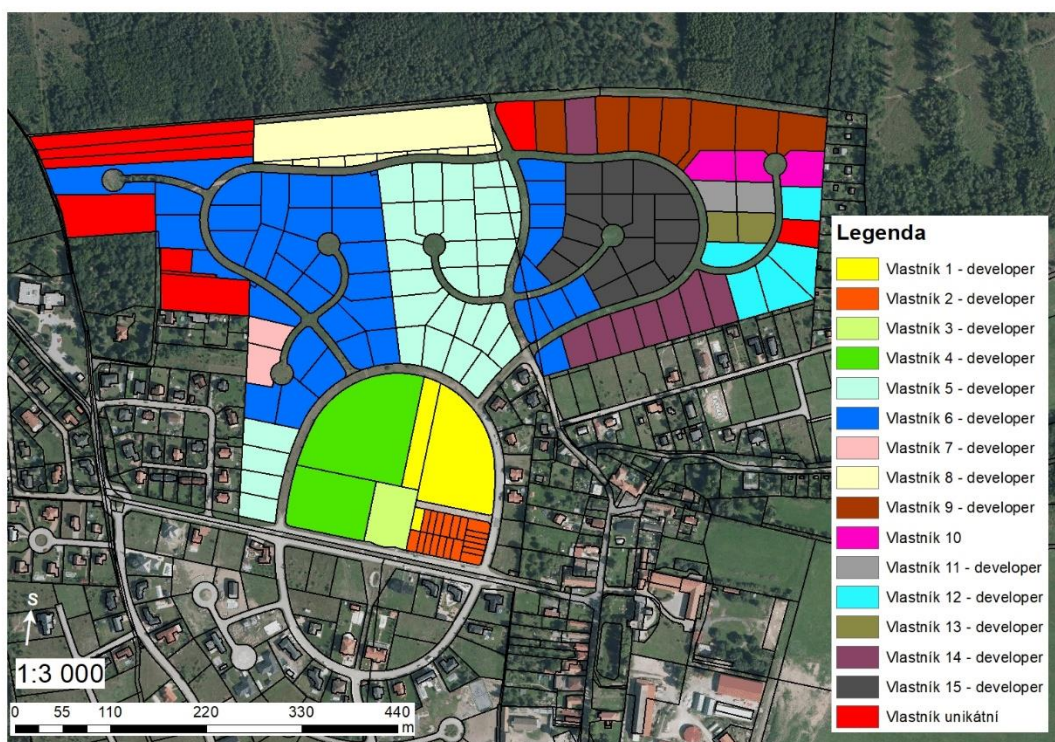 Legenda
Vlastník 1 - developer
Vlastník 2 - developer
Vlastník 3 - developer
Vlastník 4 - developer
Vlastník 5 - developer
Vlastník 6 - developer
Vlastník 7 - developer
Vlastník 8 - developer
Vlastník 9 - developer
Vlastník 10
Vlastník 11 - developer
Vlastník 12 - developer
Vlastník 13 - developer
Vlastník 14 - developer
Vlastník 15 - developer
Vlastník unikátní
S
1:3 000
0 55 110 220 330 440
m